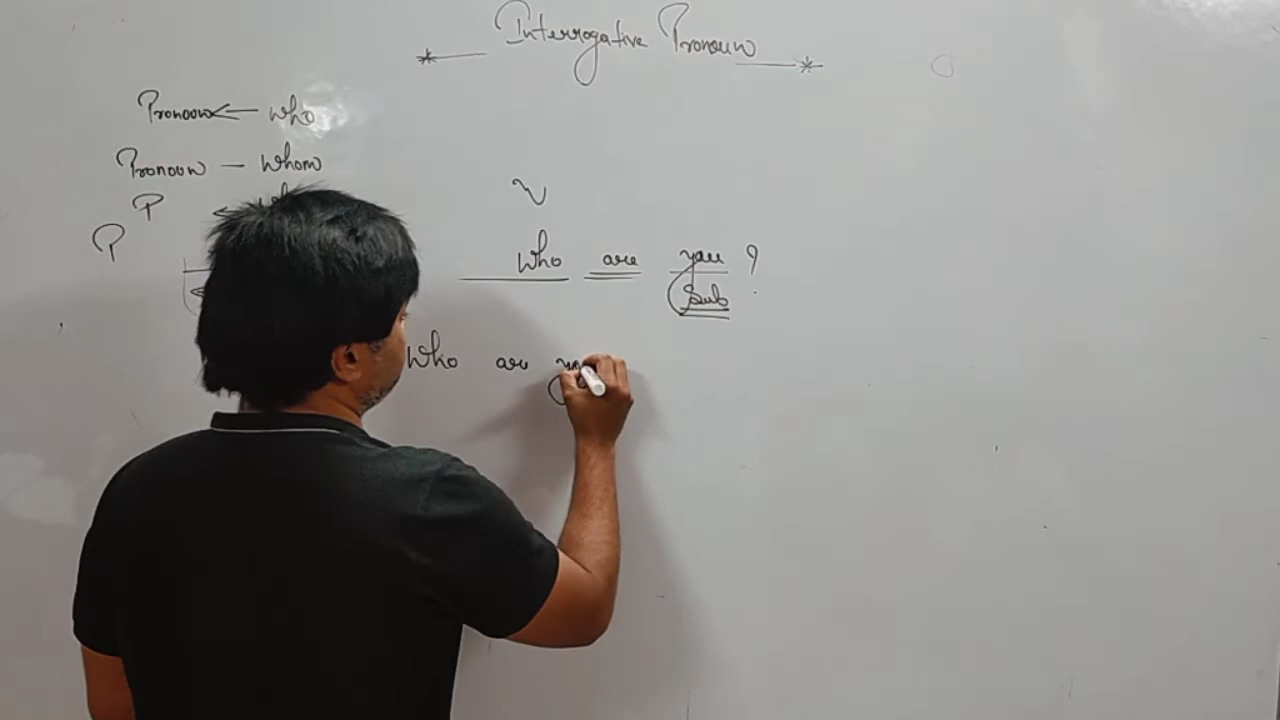 Interrogative Pronoun
Pronoun ← who
Pronoun — Whom
P ←
P
V
Who are you ?
Sub
Who are